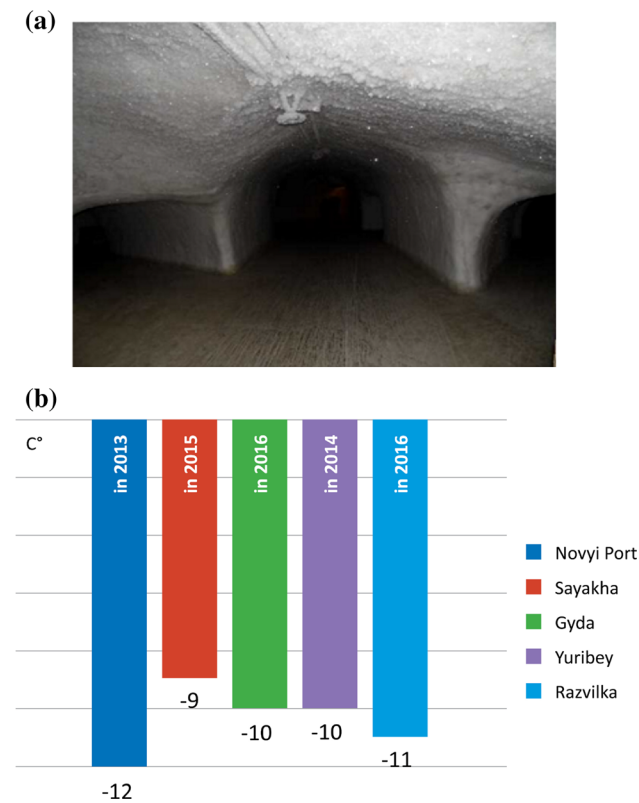 (a)
(b)
C°
in 2013
in 2015
in 2016
in 2014
in 2016
Novyi Port
Sayakha
Gyda
Yuribey
Razvilka
-9
-10
-10
-11
-12